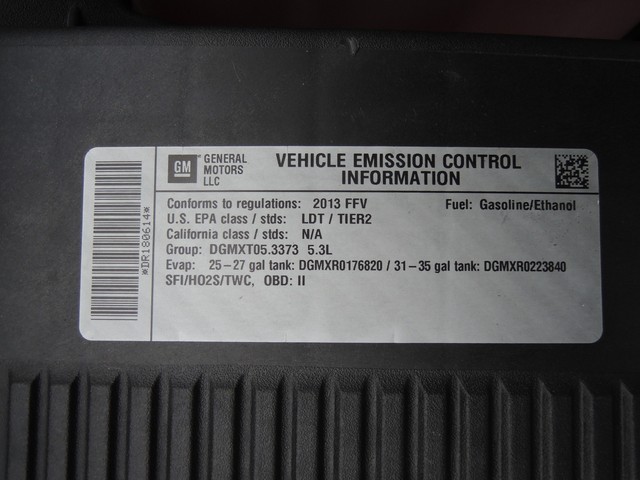 GM
GENERAL
MOTORS
LLC
VEHICLE EMISSION CONTROL
INFORMATION
*DR180614*
Conforms to regulations: 2013 FFV Fuel: Gasoline/Ethanol
U.S. EPA class / stds: LDT / TIER2
California class / stds: N/A
Group: DGMXT05.3373 5.3L
Evap: 25-27 gal tank: DGMXR0176820 / 31-35 gal tank: DGMXR0223840
SFI/HO2S/TWC, OBD: II